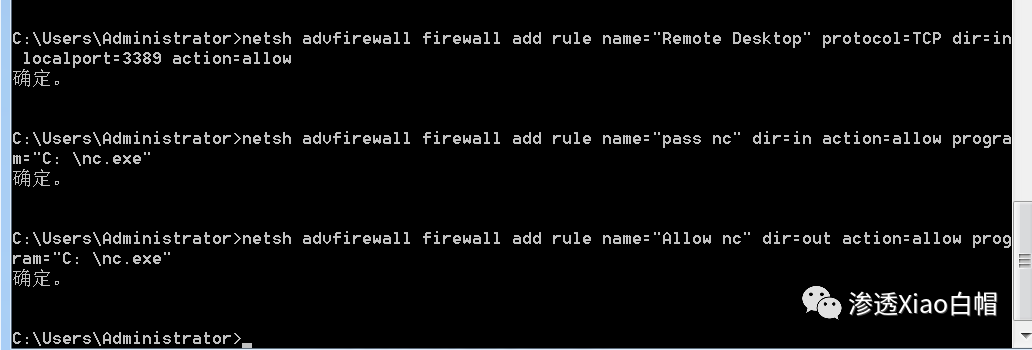 C:\Users\Administrator>netsh advfirewall firewall add rule name="Remote Desktop" protocol=TCP dir=in
localport=3389 action=allow
确定。
C:\Users\Administrator>netsh advfirewall firewall add rule name="pass nc" dir=in action=allow progra
m="C: \nc.exe"
确定。
C:\Users\Administrator>netsh advfirewall firewall add rule name="Allow nc" dir=out action=allow prog
ram="C: \nc.exe"
确定。
渗透Xiao白帽
C:\Users\Administrator>